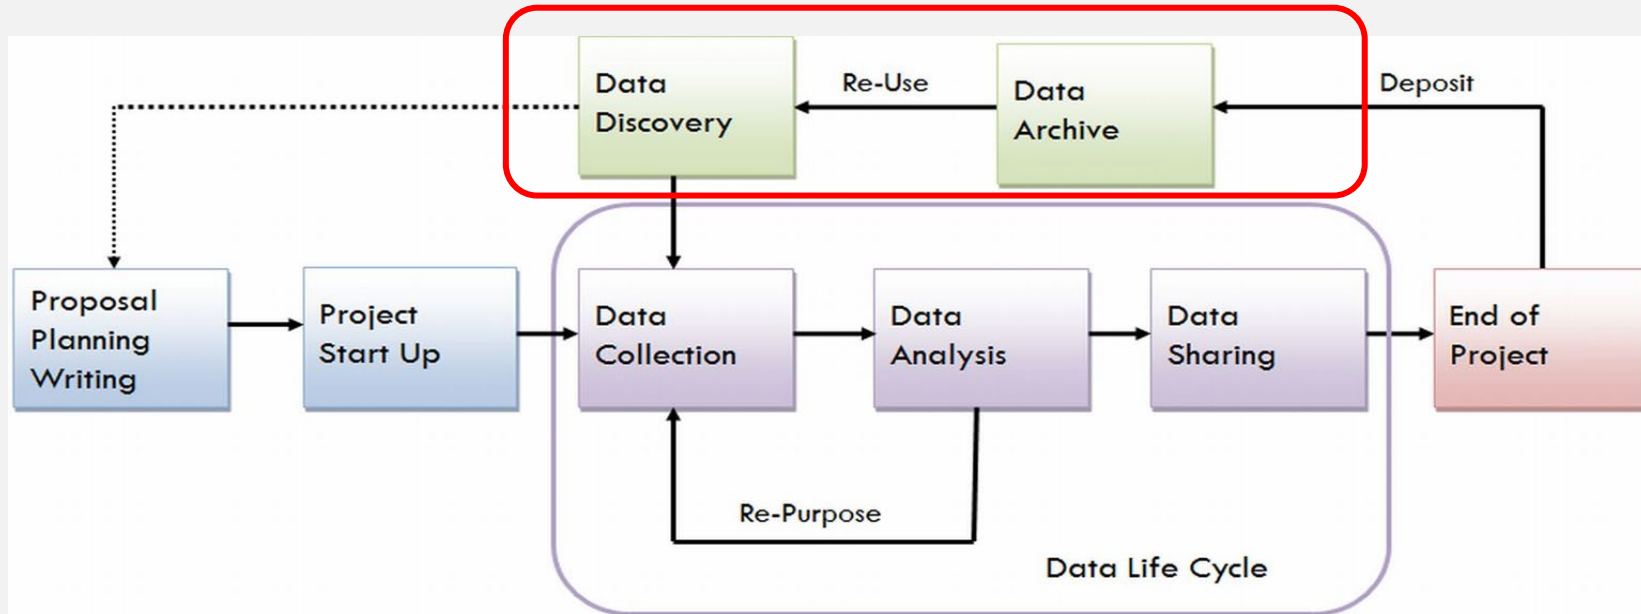 Data
Discovery
Re-Use
Data
Archive
Deposit
Proposal
Planning
Writing
Project
Start Up
Data
Collection
Data
Analysis
Data
Sharing
End of
Project
Re-Purpose
Data Life Cycle